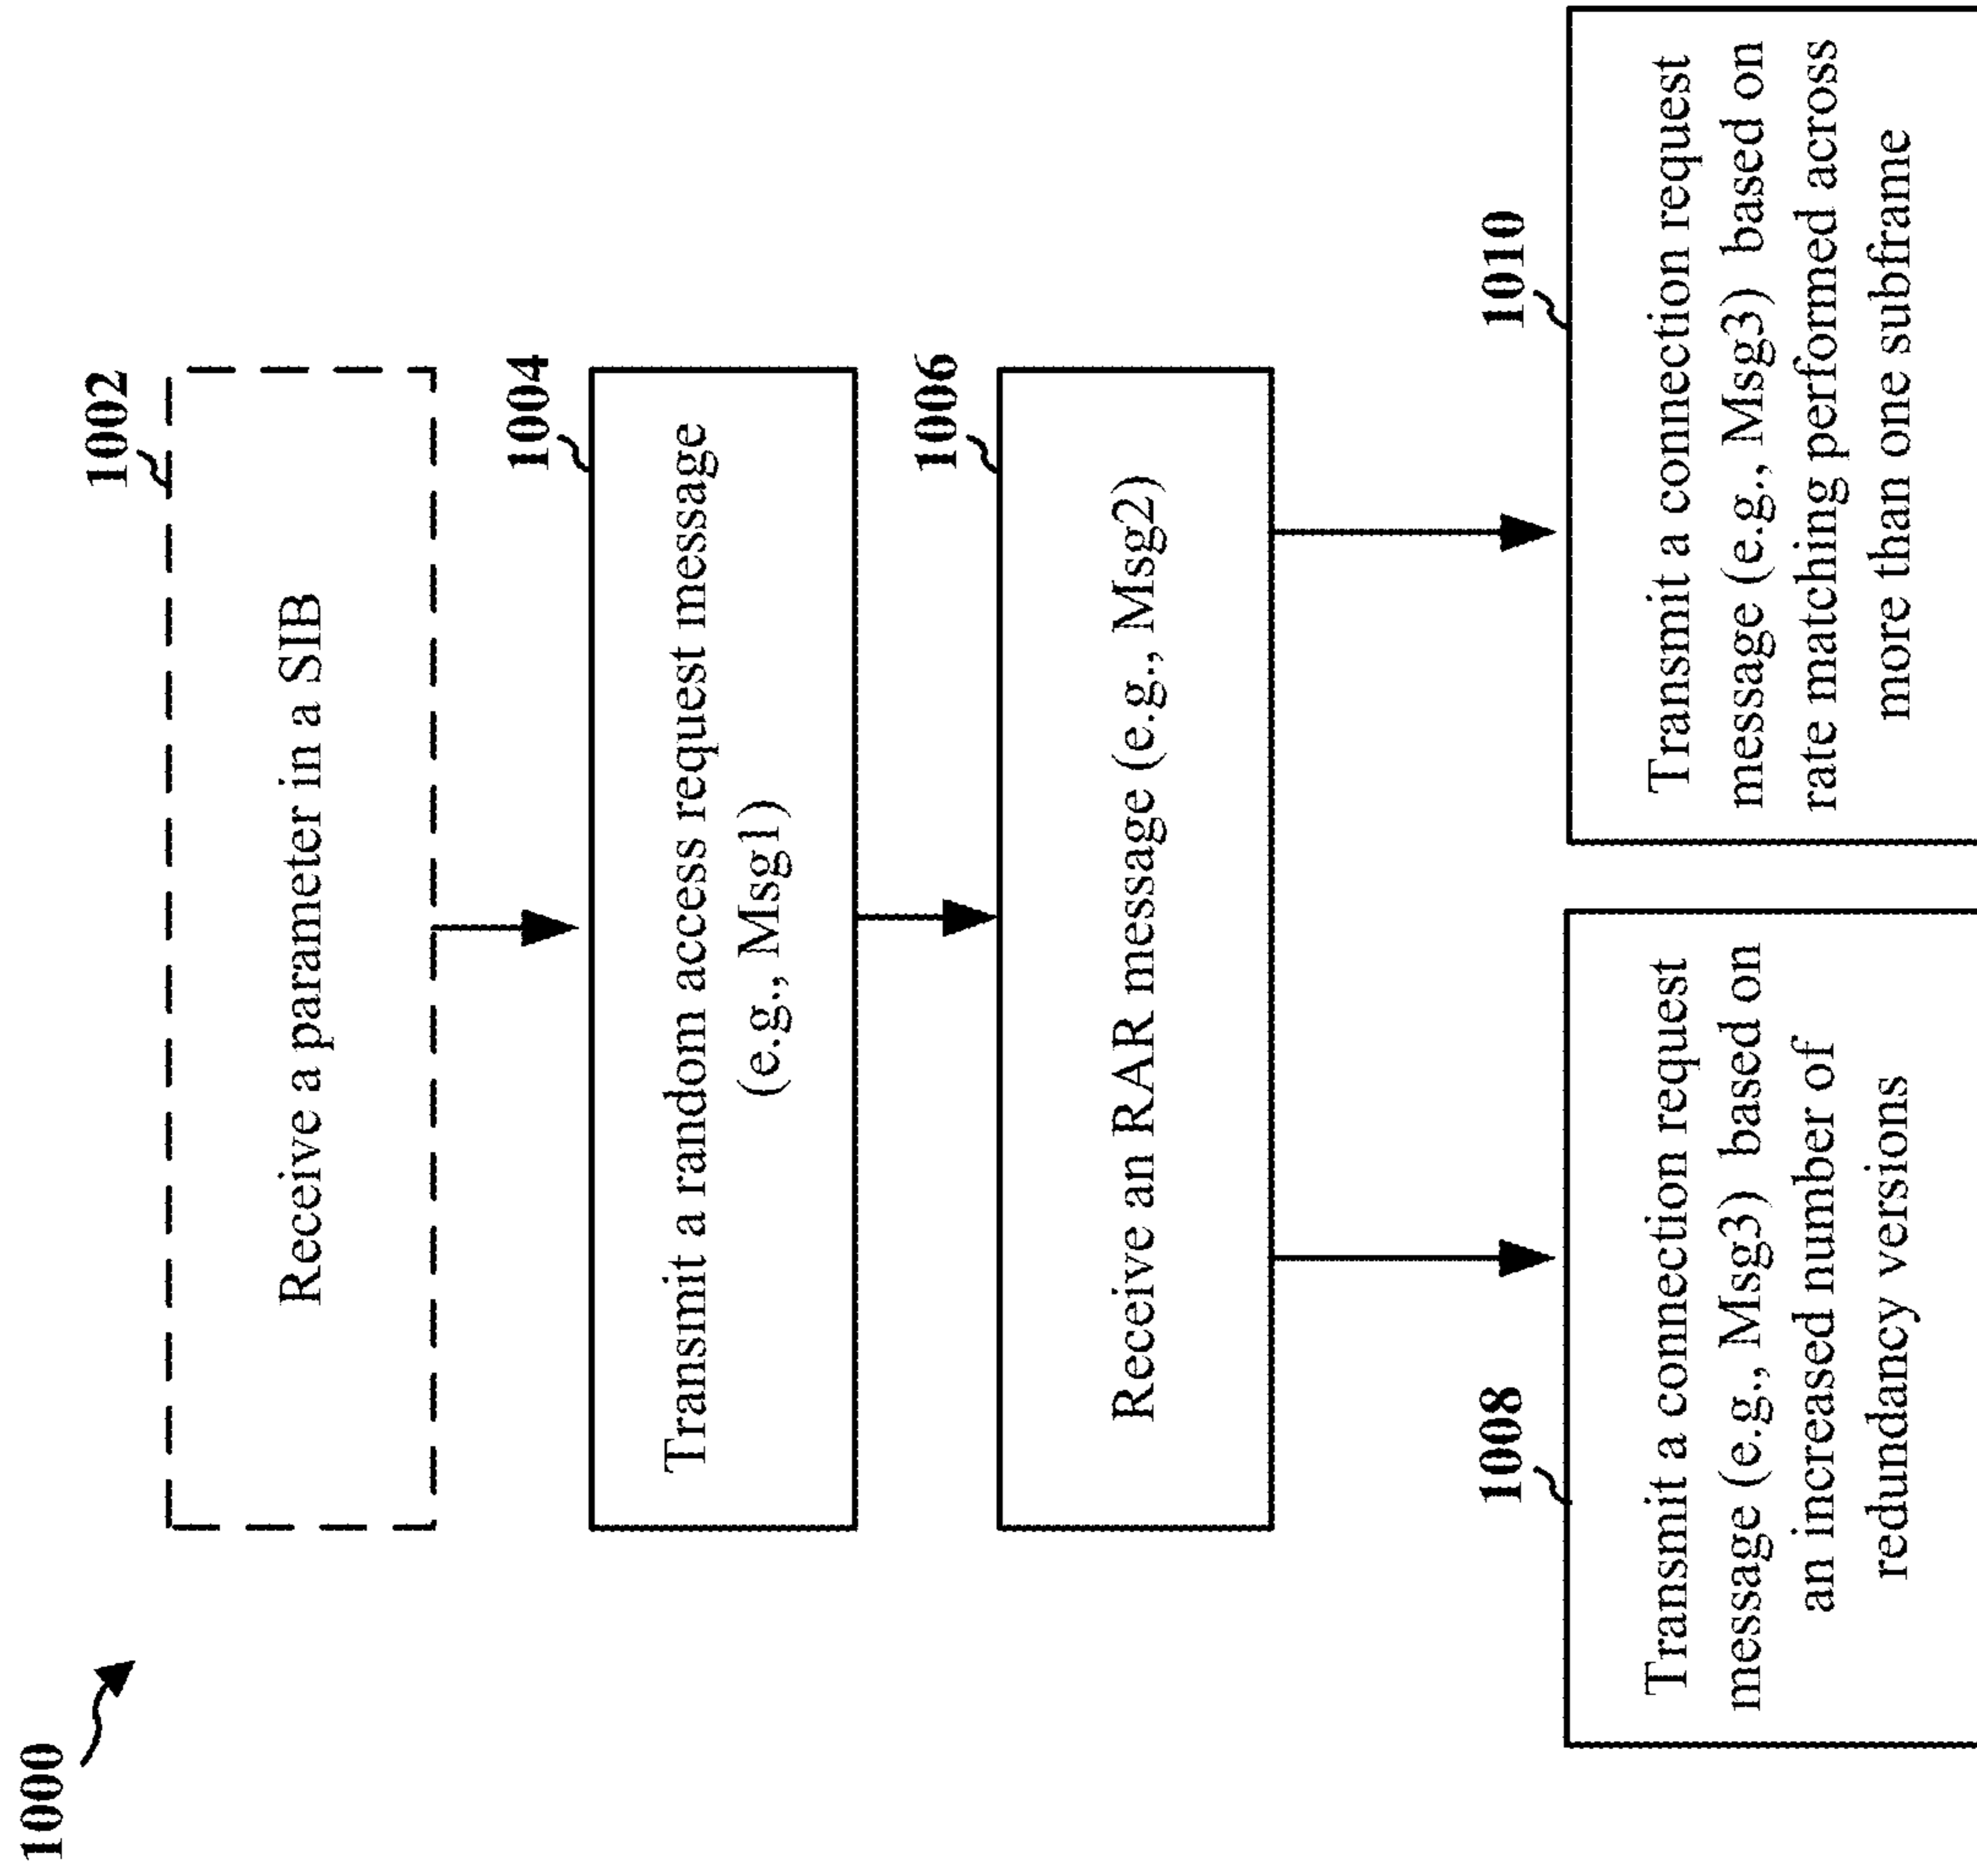 1000
1002
Receive a parameter in a SIB
1004
Transmit a random access request message
(e.g., Msg1)
1006
Receive an RAR message (e.g., Msg2)
1008
Transmit a connection request
message (e.g., Msg3) based on
an increased number of
redundancy versions
1010
Transmit a connection request
message (e.g., Msg3) based on
rate matching performed across
more than one subframe